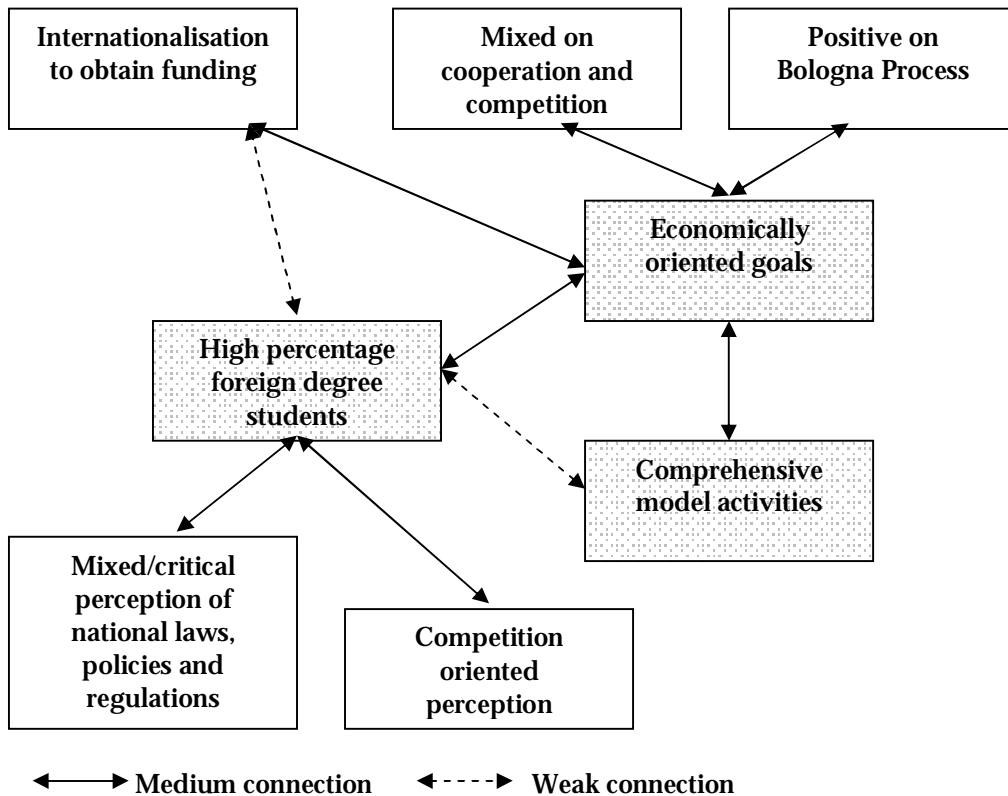 Internationalisation
to obtain funding
Mixed on
cooperation and
competition
Positive on
Bologna Process
Economically
oriented goals
High percentage
foreign degree
students
Comprehensive
model activities
Mixed/critical
perception of
national laws,
policies and
regulations
Competition
oriented
perception
Medium connection
Weak connection